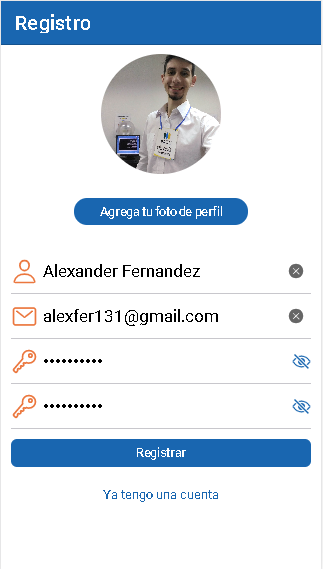 Registro
Agrega tu foto de perfil
Alexander Fernandez
alexfer131@gmail.com
••••••••••
••••••••••
Registrar
Ya tengo una cuenta